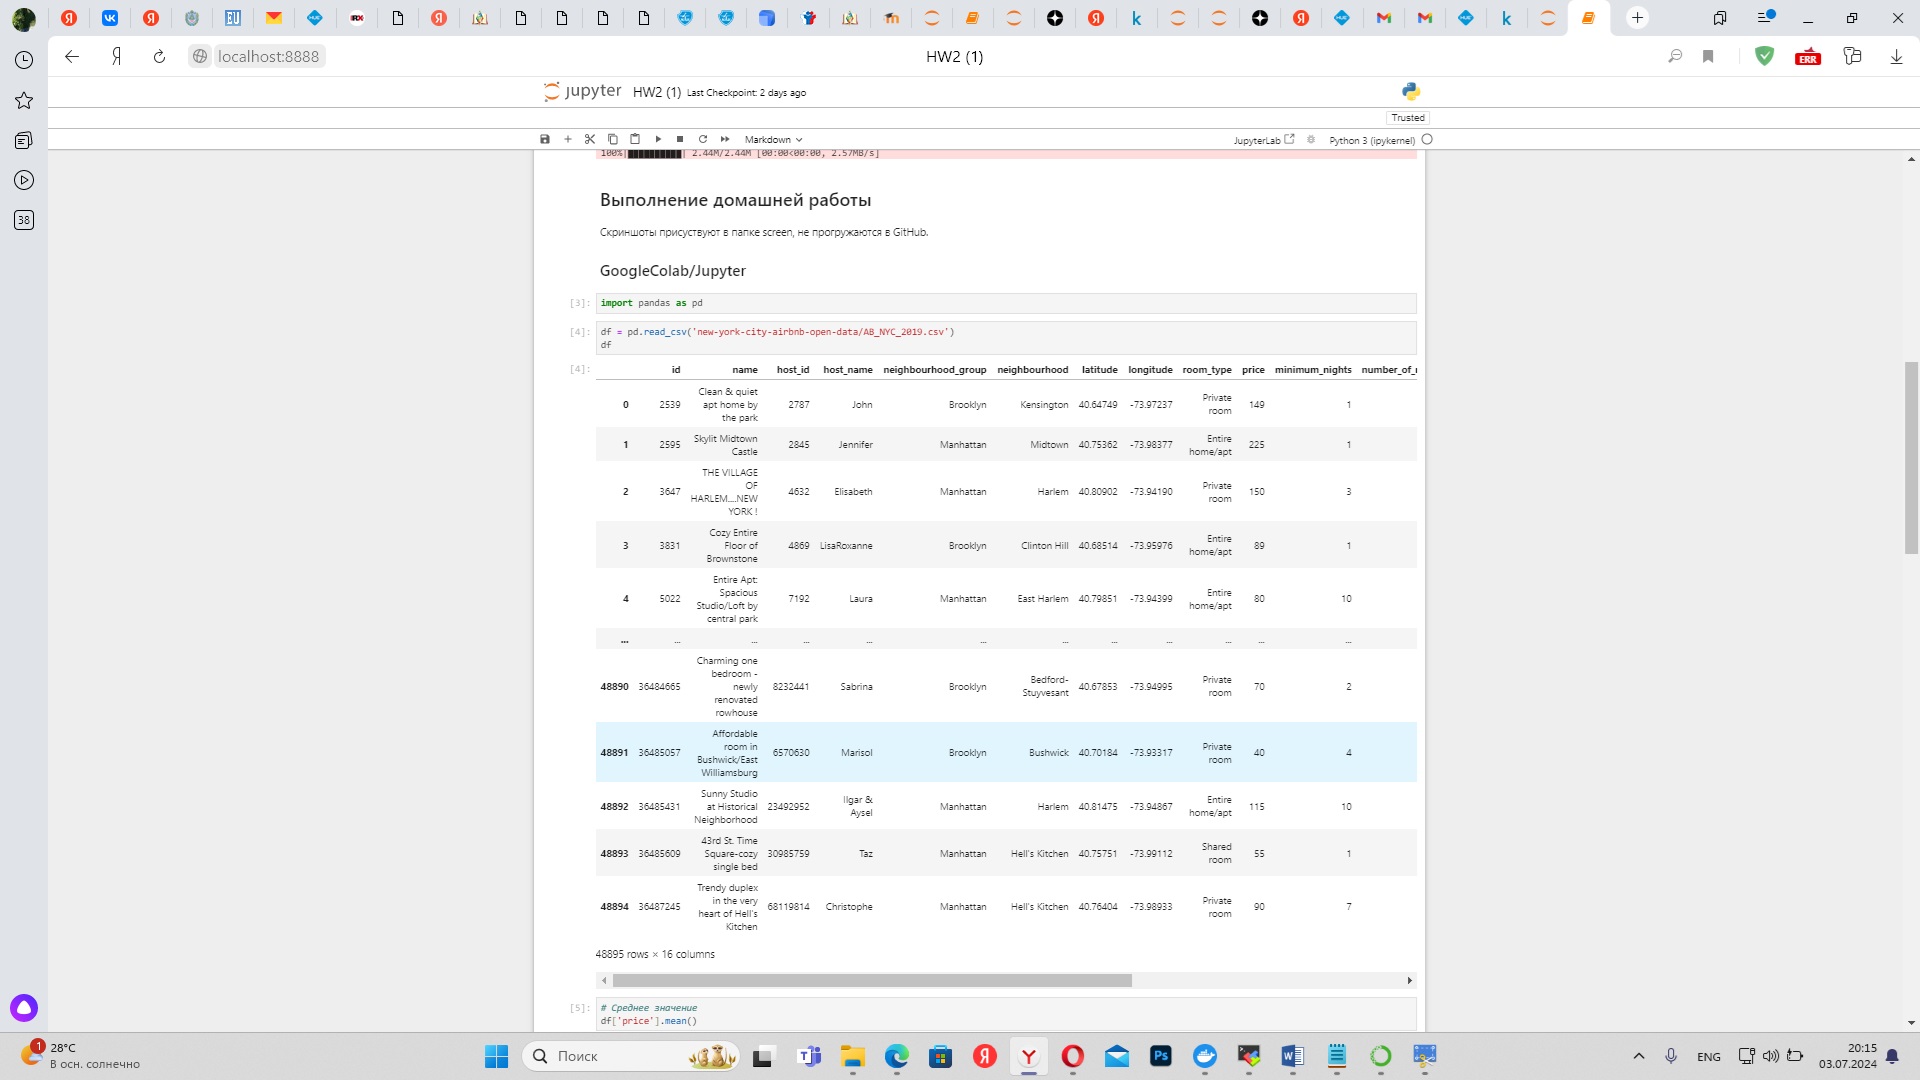 HW2 (1)
localhost:8888
ERR
38
jupyter HW2 (1) Last Checkpoint: 2 days ago
Trusted
Markdown
JupyterLab Python 3 (ipykernel)
100%|██████████| 2.44M/2.44M [00:00<00:00, 2.57MB/s]
Выполнение домашней работы
Скриншоты присуствуют в папке screen, не прогружаются в GitHub.
GoogleColab/Jupyter
[3]: import pandas as pd
[4]: df = pd.read_csv('new-york-city-airbnb-open-data/AB_NYC_2019.csv')
df
[4]: id name host_id host_name neighbourhood_group neighbourhood latitude longitude room_type price minimum_nights number_of_r
0 2539 Clean & quiet apt home by the park 2787 John Brooklyn Kensington 40.64749 -73.97237 Private room 149 1
1 2595 Skylit Midtown Castle 2845 Jennifer Manhattan Midtown 40.75362 -73.98377 Entire home/apt 225 1
2 3647 THE VILLAGE OF HARLEM....NEW YORK ! 4632 Elisabeth Manhattan Harlem 40.80902 -73.94190 Private room 150 3
3 3831 Cozy Entire Floor of Brownstone 4869 LisaRoxanne Brooklyn Clinton Hill 40.68514 -73.95976 Entire home/apt 89 1
4 5022 Entire Apt: Spacious Studio/Loft by central park 7192 Laura Manhattan East Harlem 40.79851 -73.94399 Entire home/apt 80 10
... ... ... ... ... ... ... ... ... ... ... ...
48890 36484665 Charming one bedroom - newly renovated rowhouse 8232441 Sabrina Brooklyn Bedford-Stuyvesant 40.67853 -73.94995 Private room 70 2
48891 36485057 Affordable room in Bushwick/East Williamsburg 6570630 Marisol Brooklyn Bushwick 40.70184 -73.93317 Private room 40 4
48892 36485431 Sunny Studio at Historical Neighborhood 23492952 Ilgar & Aysel Manhattan Harlem 40.81475 -73.94867 Entire home/apt 115 10
48893 36485609 43rd St. Time Square-cozy single bed 30985759 Taz Manhattan Hell's Kitchen 40.75751 -73.99112 Shared room 55 1
48894 36487245 Trendy duplex in the very heart of Hell's Kitchen 68119814 Christophe Manhattan Hell's Kitchen 40.76404 -73.98933 Private room 90 7
48895 rows × 16 columns
[5]: # Среднее значение
df['price'].mean()
1
28°C
В осн. солнечно
Поиск
ENG
20:15
03.07.2024